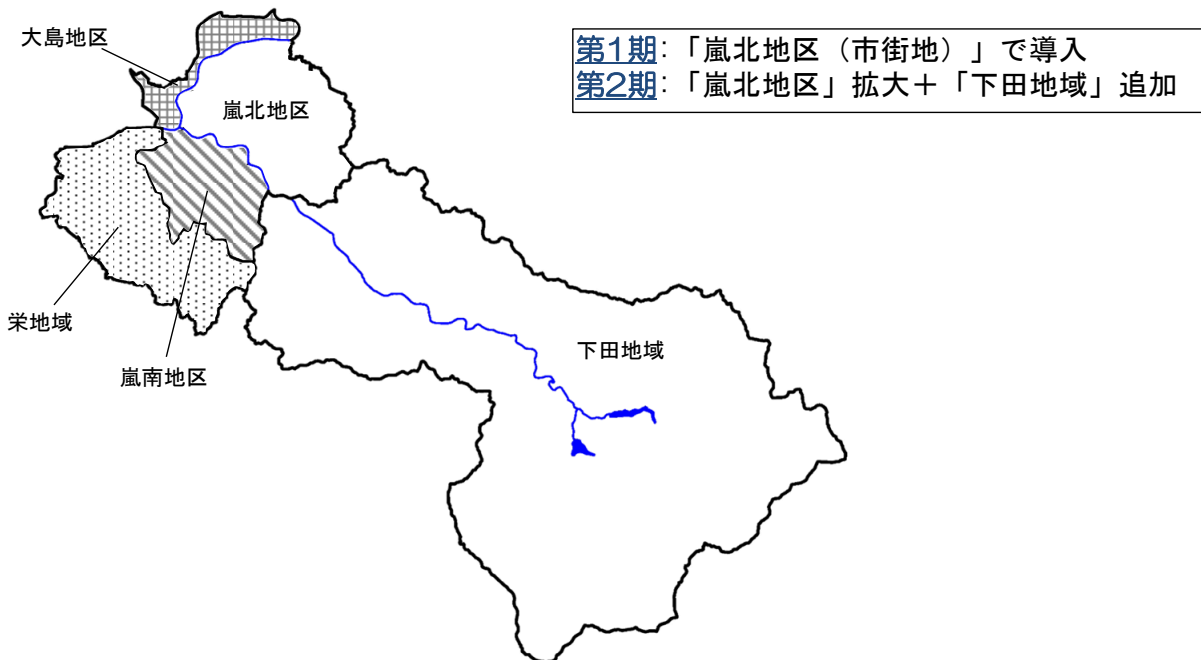 第1期:「嵐北地区(市街地)」で導入
第2期:「嵐北地区」拡大+「下田地域」追加
大島地区
嵐北地区
栄地域
嵐南地区
下田地域